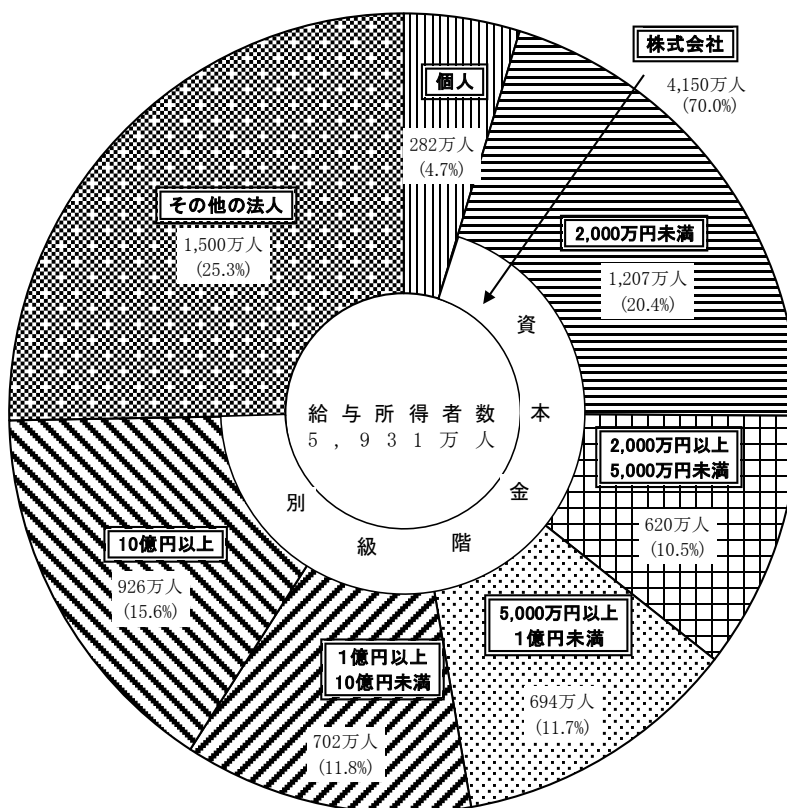 株式会社
4,150万人
(70.0%)
個人
282万人
(4.7%)
2,000万円未満
1,207万人
(20.4%)
2,000万円以上
5,000万円未満
620万人
(10.5%)
5,000万円以上
1億円未満
694万人
(11.7%)
1億円以上
10億円未満
702万人
(11.8%)
10億円以上
926万人
(15.6%)
その他の法人
1,500万人
(25.3%)
資本金階級別
給与所得者数
5,931万人